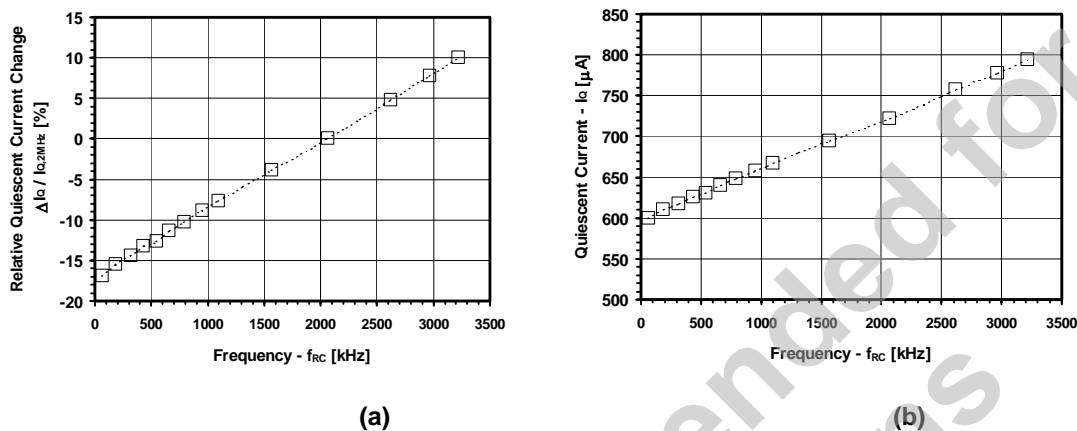 Relative Quiescent Current Change
ΔIQ / IQ,2MHz [%]
15
10
5
0
-5
-10
-15
-20
0 500 1000 1500 2000 2500 3000 3500
Frequency - fRC [kHz]
(a)
Quiescent Current - IQ [μA]
850
800
750
700
650
600
550
500
0 500 1000 1500 2000 2500 3000 3500
Frequency - fRC [kHz]
(b)
ended for